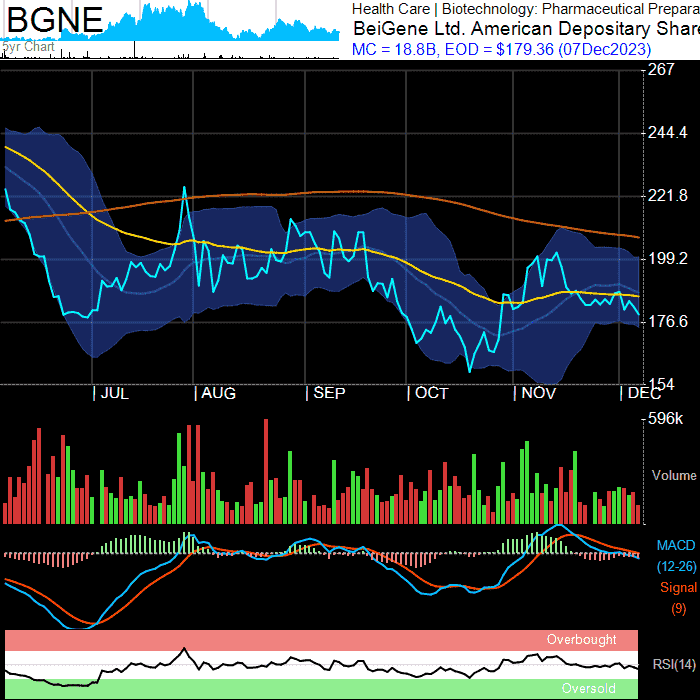 BGNE
5yr Chart
Health Care | Biotechnology: Pharmaceutical Prepara
BeiGene Ltd. American Depositary Share
MC = 18.8B, EOD = $179.36 (07Dec2023)
267
244.4
221.8
199.2
176.6
154
JUL AUG SEP OCT NOV DEC
596k
Volume
MACD
(12-26)
Signal
(9)
Overbought
RSI(14)
Oversold